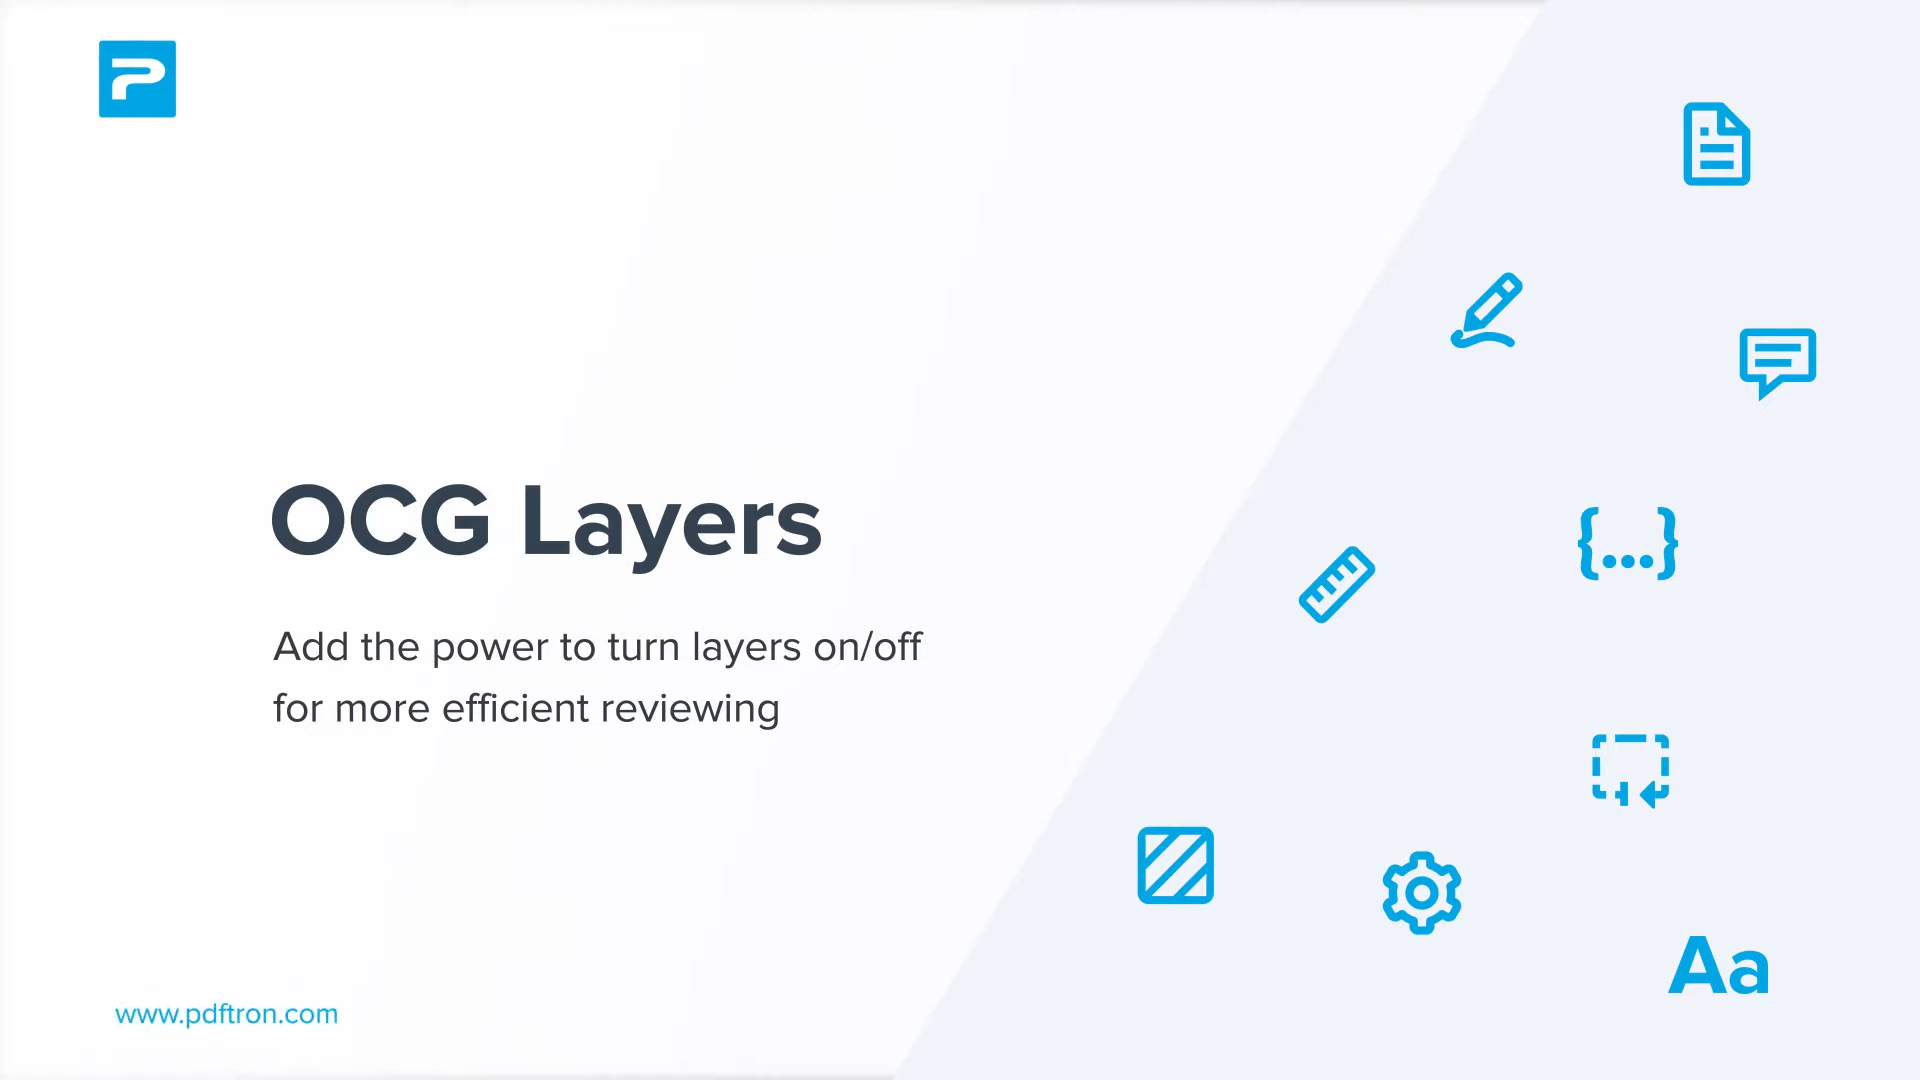 OCG Layers
Add the power to turn layers on/off
for more efficient reviewing
{...}
Aa
www.pdftron.com